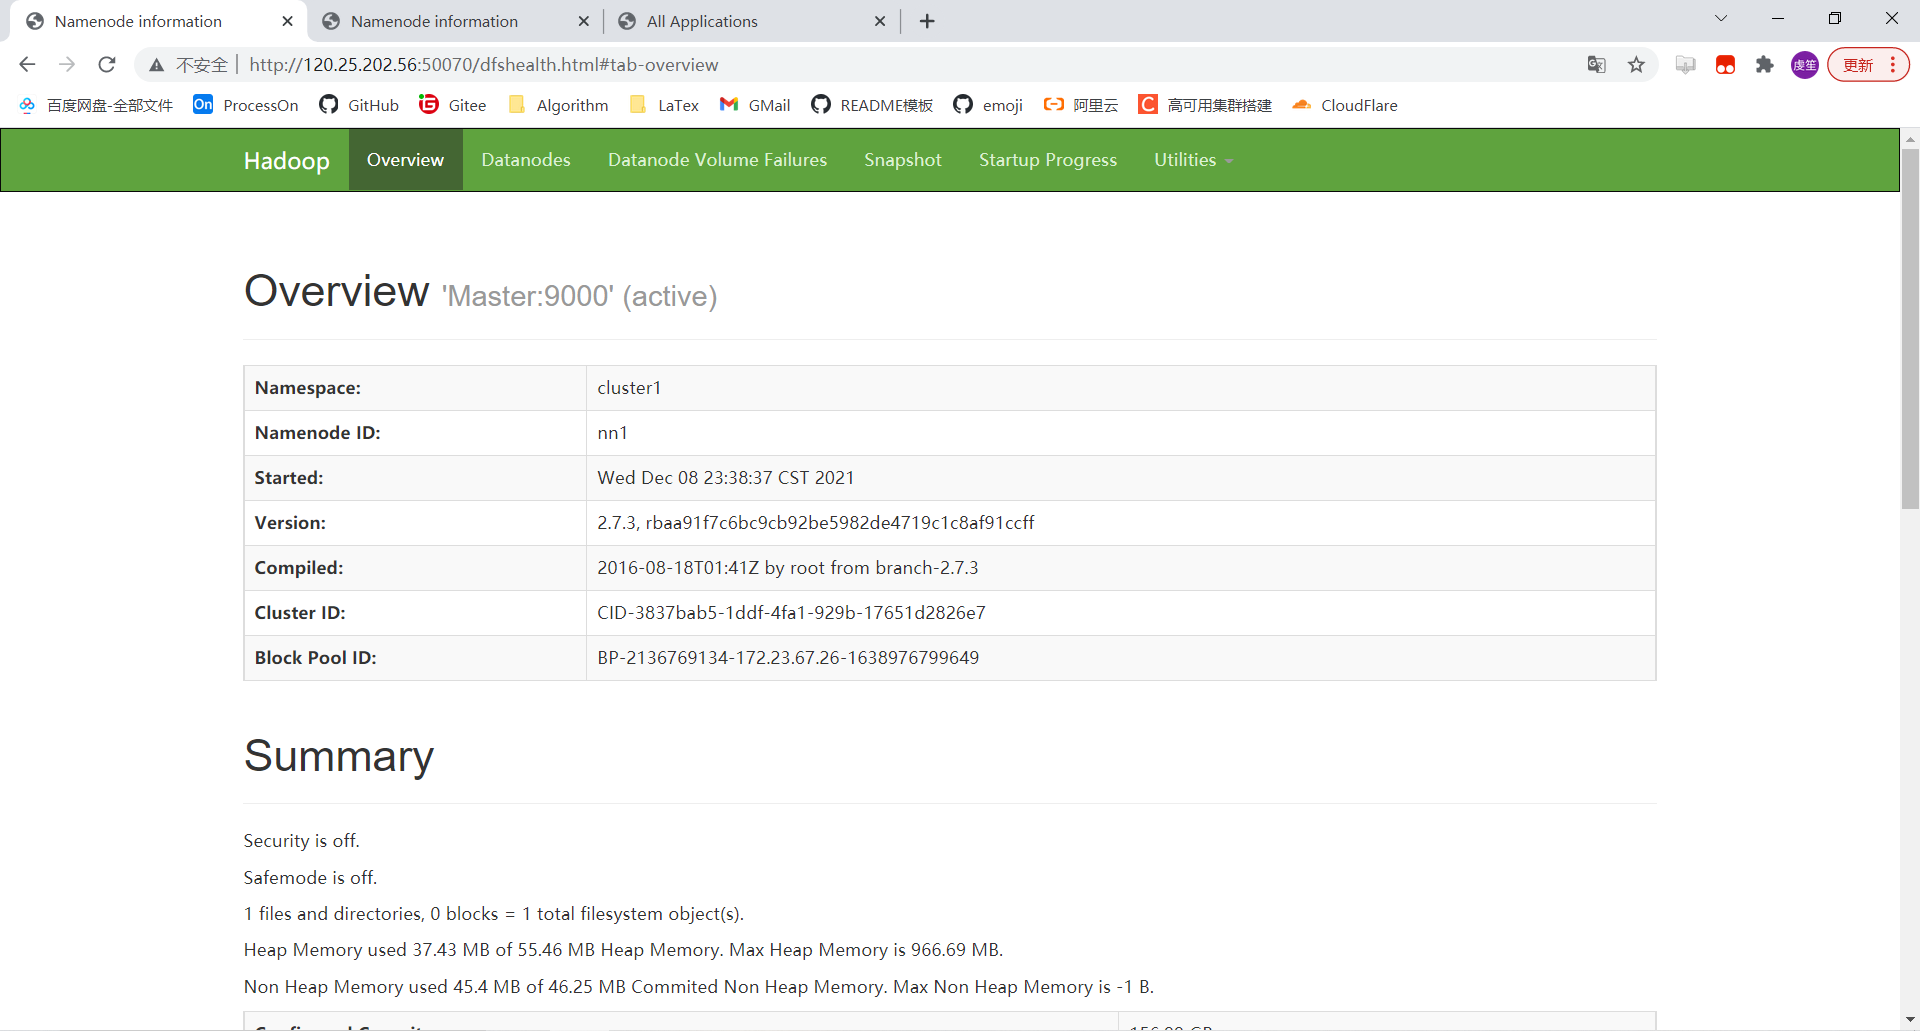 Namenode information
Namenode information
All Applications
不安全 http://120.25.202.56:50070/dfshealth.html#tab-overview
虔笙 更新
百度网盘-全部文件 On ProcessOn GitHub Gitee Algorithm LaTex GMail README模板 emoji 阿里云 C 高可用集群搭建 CloudFlare
Hadoop Overview Datanodes Datanode Volume Failures Snapshot Startup Progress Utilities
Overview 'Master:9000' (active)
Namespace: cluster1
Namenode ID: nn1
Started: Wed Dec 08 23:38:37 CST 2021
Version: 2.7.3, rbaa91f7c6bc9cb92be5982de4719c1c8af91ccff
Compiled: 2016-08-18T01:41Z by root from branch-2.7.3
Cluster ID: CID-3837bab5-1ddf-4fa1-929b-17651d2826e7
Block Pool ID: BP-2136769134-172.23.67.26-1638976799649
Summary
Security is off.
Safemode is off.
1 files and directories, 0 blocks = 1 total filesystem object(s).
Heap Memory used 37.43 MB of 55.46 MB Heap Memory. Max Heap Memory is 966.69 MB.
Non Heap Memory used 45.4 MB of 46.25 MB Commited Non Heap Memory. Max Non Heap Memory is -1 B.